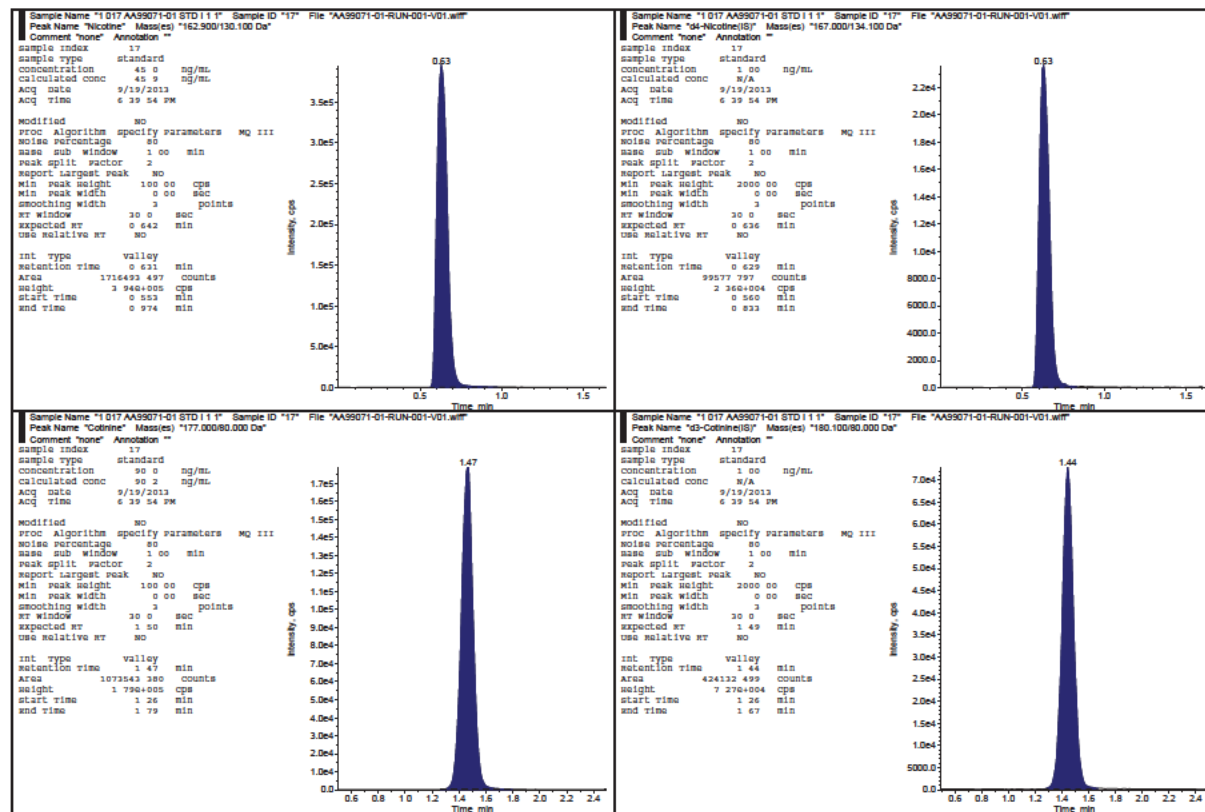 Sample Name "1 017 AA99071-01 STD I 1 1" Sample ID "17" File "AA99071-01-RUN-001-V01.wiff"
Peak Name "Nicotine" Mass(es) "162.900/130.100 Da"
Comment "none" Annotation ""
Sample Index 17
Sample Type standard
Concentration 45 0 ng/mL
Calculated Conc 45 9 ng/mL
Acq Date 9/19/2013
Acq Time 6 39 54 PM
Modified NO
Proc Algorithm Specify Parameters MQ III
Noise Percentage 80
Base Sub Window 1 00 min
Peak Split Factor 2
Report Largest Peak NO
Min Peak Height 100 00 cps
Min Peak Width 0 00 sec
Smoothing Width 3 points
RT Window 30 0 sec
Expected RT 0 642 min
Use Relative RT NO
Int Type Valley
Retention Time 0 631 min
Area 1716493 497 counts
Height 3 94e+005 cps
Start Time 0 553 min
End Time 0 974 min
0.63
3.5e5
3.0e5
2.5e5
2.0e5
1.5e5
1.0e5
5.0e4
0.0
Intensity, cps
0.5 1.0 1.5
Time min
Sample Name "1 017 AA99071-01 STD I 1 1" Sample ID "17" File "AA99071-01-RUN-001-V01.wiff"
Peak Name "d4-Nicotine(IS)" Mass(es) "167.000/134.100 Da"
Comment "none" Annotation ""
Sample Index 17
Sample Type standard
Concentration 1 00 ng/mL
Calculated Conc N/A
Acq Date 9/19/2013
Acq Time 6 39 54 PM
Modified NO
Proc Algorithm Specify Parameters MQ III
Noise Percentage 80
Base Sub Window 1 00 min
Peak Split Factor 2
Report Largest Peak NO
Min Peak Height 2000 00 cps
Min Peak Width 0 00 sec
Smoothing Width 3 points
RT Window 30 0 sec
Expected RT 0 636 min
Use Relative RT NO
Int Type Valley
Retention Time 0 629 min
Area 99577 797 counts
Height 2 36e+004 cps
Start Time 0 560 min
End Time 0 833 min
0.63
2.2e4
2.0e4
1.8e4
1.6e4
1.4e4
1.2e4
1.0e4
8000.0
6000.0
4000.0
2000.0
0.0
Intensity, cps
0.5 1.0 1.5
Time min
Sample Name "1 017 AA99071-01 STD I 1 1" Sample ID "17" File "AA99071-01-RUN-001-V01.wiff"
Peak Name "Cotinine" Mass(es) "177.000/80.000 Da"
Comment "none" Annotation ""
Sample Index 17
Sample Type standard
Concentration 90 0 ng/mL
Calculated Conc 90 2 ng/mL
Acq Date 9/19/2013
Acq Time 6 39 54 PM
Modified NO
Proc Algorithm Specify Parameters MQ III
Noise Percentage 80
Base Sub Window 1 00 min
Peak Split Factor 2
Report Largest Peak NO
Min Peak Height 100 00 cps
Min Peak Width 0 00 sec
Smoothing Width 3 points
RT Window 30 0 sec
Expected RT 1 50 min
Use Relative RT NO
Int Type Valley
Retention Time 1 47 min
Area 1073543 380 counts
Height 1 79e+005 cps
Start Time 1 26 min
End Time 1 79 min
1.47
1.7e5
1.6e5
1.5e5
1.4e5
1.3e5
1.2e5
1.1e5
1.0e5
9.0e4
8.0e4
7.0e4
6.0e4
5.0e4
4.0e4
3.0e4
2.0e4
1.0e4
0.0
Intensity, cps
0.6 0.8 1.0 1.2 1.4 1.6 1.8 2.0 2.2 2.4
Time min
Sample Name "1 017 AA99071-01 STD I 1 1" Sample ID "17" File "AA99071-01-RUN-001-V01.wiff"
Peak Name "d3-Cotinine(IS)" Mass(es) "180.100/80.000 Da"
Comment "none" Annotation ""
Sample Index 17
Sample Type standard
Concentration 1 00 ng/mL
Calculated Conc N/A
Acq Date 9/19/2013
Acq Time 6 39 54 PM
Modified NO
Proc Algorithm Specify Parameters MQ III
Noise Percentage 80
Base Sub Window 1 00 min
Peak Split Factor 2
Report Largest Peak NO
Min Peak Height 2000 00 cps
Min Peak Width 0 00 sec
Smoothing Width 3 points
RT Window 30 0 sec
Expected RT 1 49 min
Use Relative RT NO
Int Type Valley
Retention Time 1 44 min
Area 424132 499 counts
Height 7 27e+004 cps
Start Time 1 26 min
End Time 1 67 min
1.44
7.0e4
6.5e4
6.0e4
5.5e4
5.0e4
4.5e4
4.0e4
3.5e4
3.0e4
2.5e4
2.0e4
1.5e4
1.0e4
5000.0
0.0
Intensity, cps
0.6 0.8 1.0 1.2 1.4 1.6 1.8 2.0 2.2 2.4
Time min